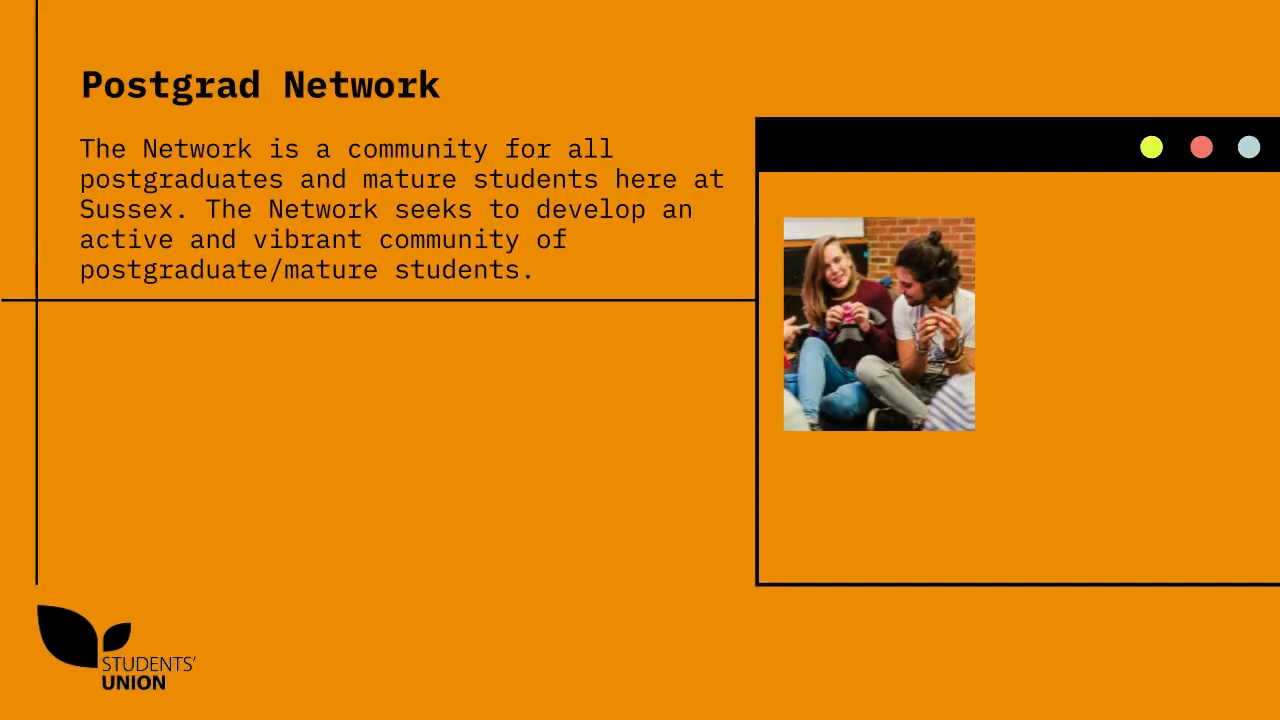 Postgrad Network
The Network is a community for all
postgraduates and mature students here at
Sussex. The Network seeks to develop an
active and vibrant community of
postgraduate/mature students.
STUDENTS'
UNION